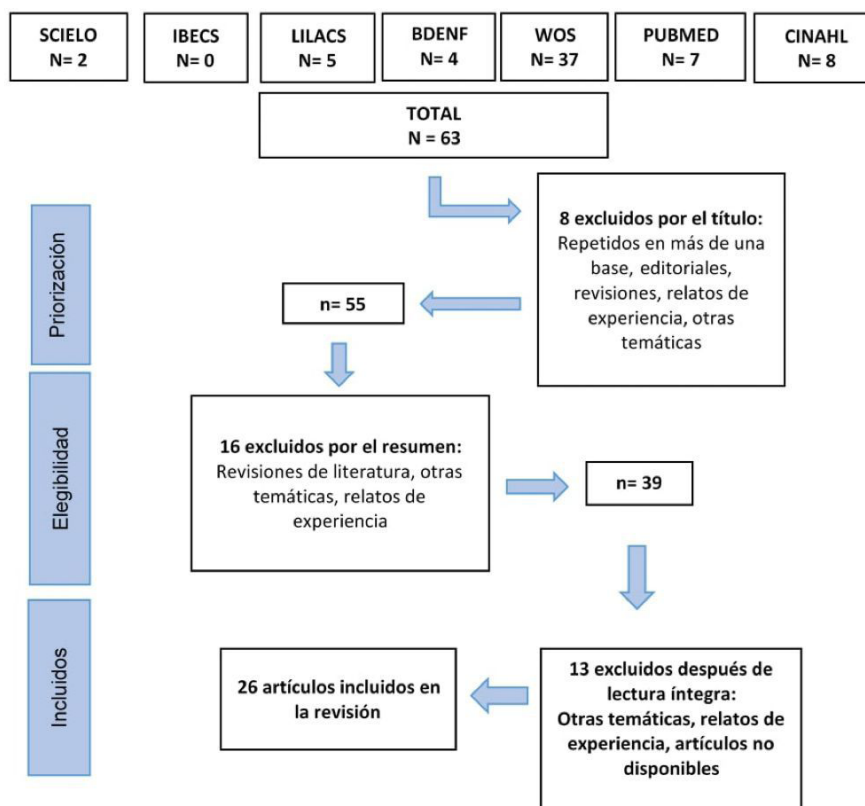 SCIELO
N= 2
IBECS
N= 0
LILACS
N= 5
BDENF
N= 4
WOS
N= 37
PUBMED
N= 7
CINAHL
N= 8
TOTAL
N = 63
Priorización
8 excluidos por el título:
Repetidos en más de una
base, editoriales,
revisiones, relatos de
experiencia, otras
temáticas
n= 55
Elegibilidad
16 excluidos por el resumen:
Revisiones de literatura, otras
temáticas, relatos de
experiencia
n= 39
Incluidos
13 excluidos después de
lectura íntegra:
Otras temáticas, relatos de
experiencia, artículos no
disponibles
26 artículos incluidos en
la revisión